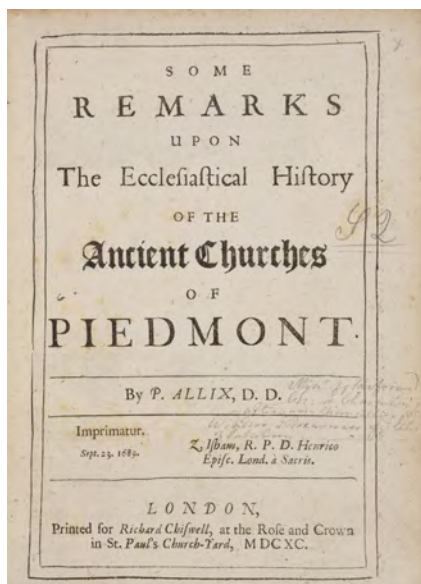 SOME
REMARKS
UPON
The Eccleſiaſtical Hiſtory
OF THE
Ancient Churches
OF
PIEDMONT.
By P. ALLIX, D. D.
Imprimatur.
Sept. 23. 1689.
Z. Iſham, R. P. D. Henrico
Epiſc. Lond. à Sacris.
LONDON,
Printed for Richard Chiſwell, at the Roſe and Crown
in St. Paul's Church-Yard, MDCXC.